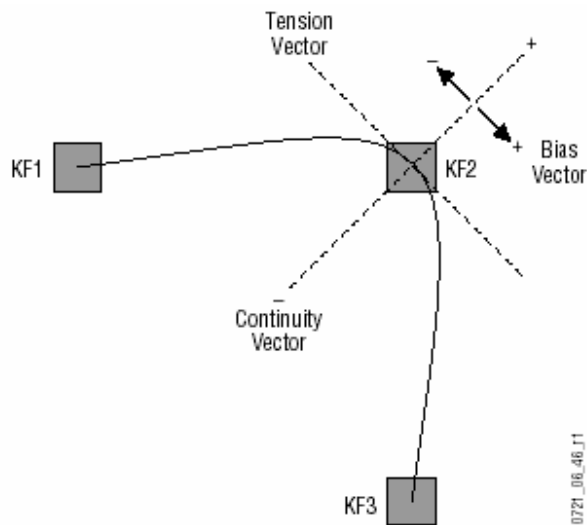 Tension
Vector
+
–
+
Bias
Vector
KF1
KF2
–
Continuity
Vector
KF3
0721_06_46_r1